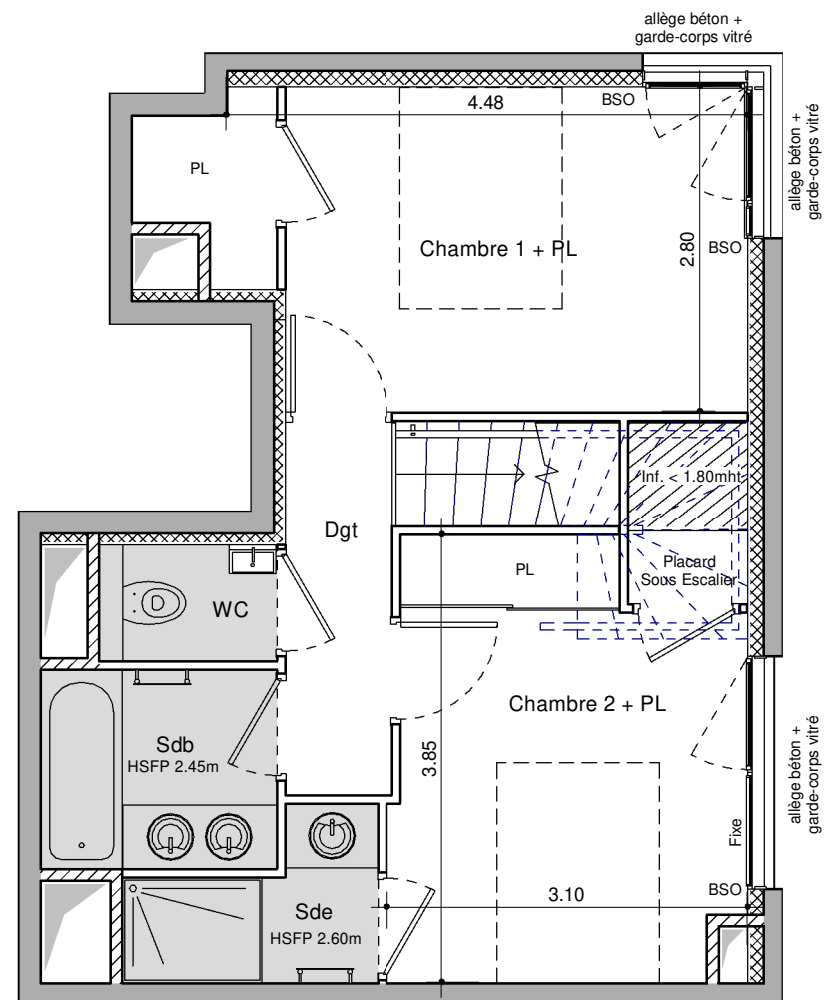 allège béton +
garde-corps vitré
BSO
4.48
allège béton +
garde-corps vitré
PL
Chambre 1 + PL
2.80
BSO
Inf. < 1.80mht
Dgt
PL
Placard
Sous Escalier
WC
Chambre 2 + PL
Sdb
HSFP 2.45m
3.85
allège béton +
garde-corps vitré
Fixe
BSO
3.10
Sde
HSFP 2.60m